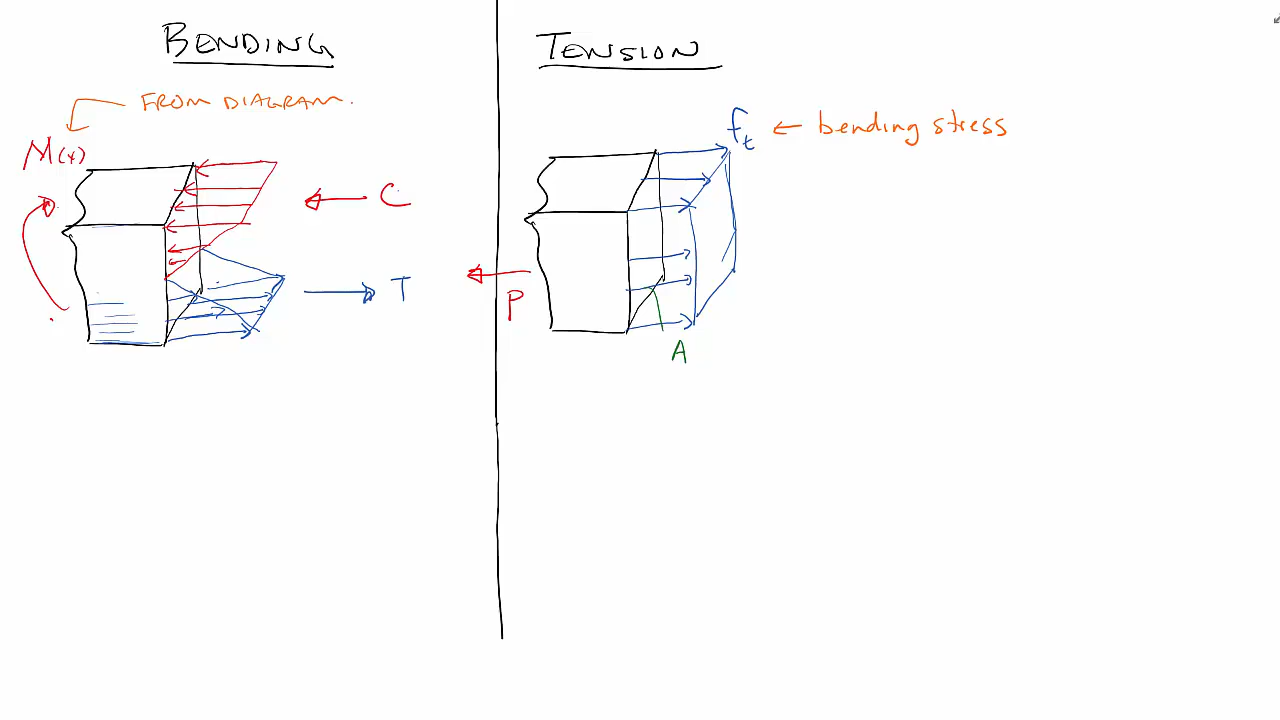 BENDING
FROM DIAGRAM.
M(x)
C
T
TENSION
ft ← bending stress
P
A